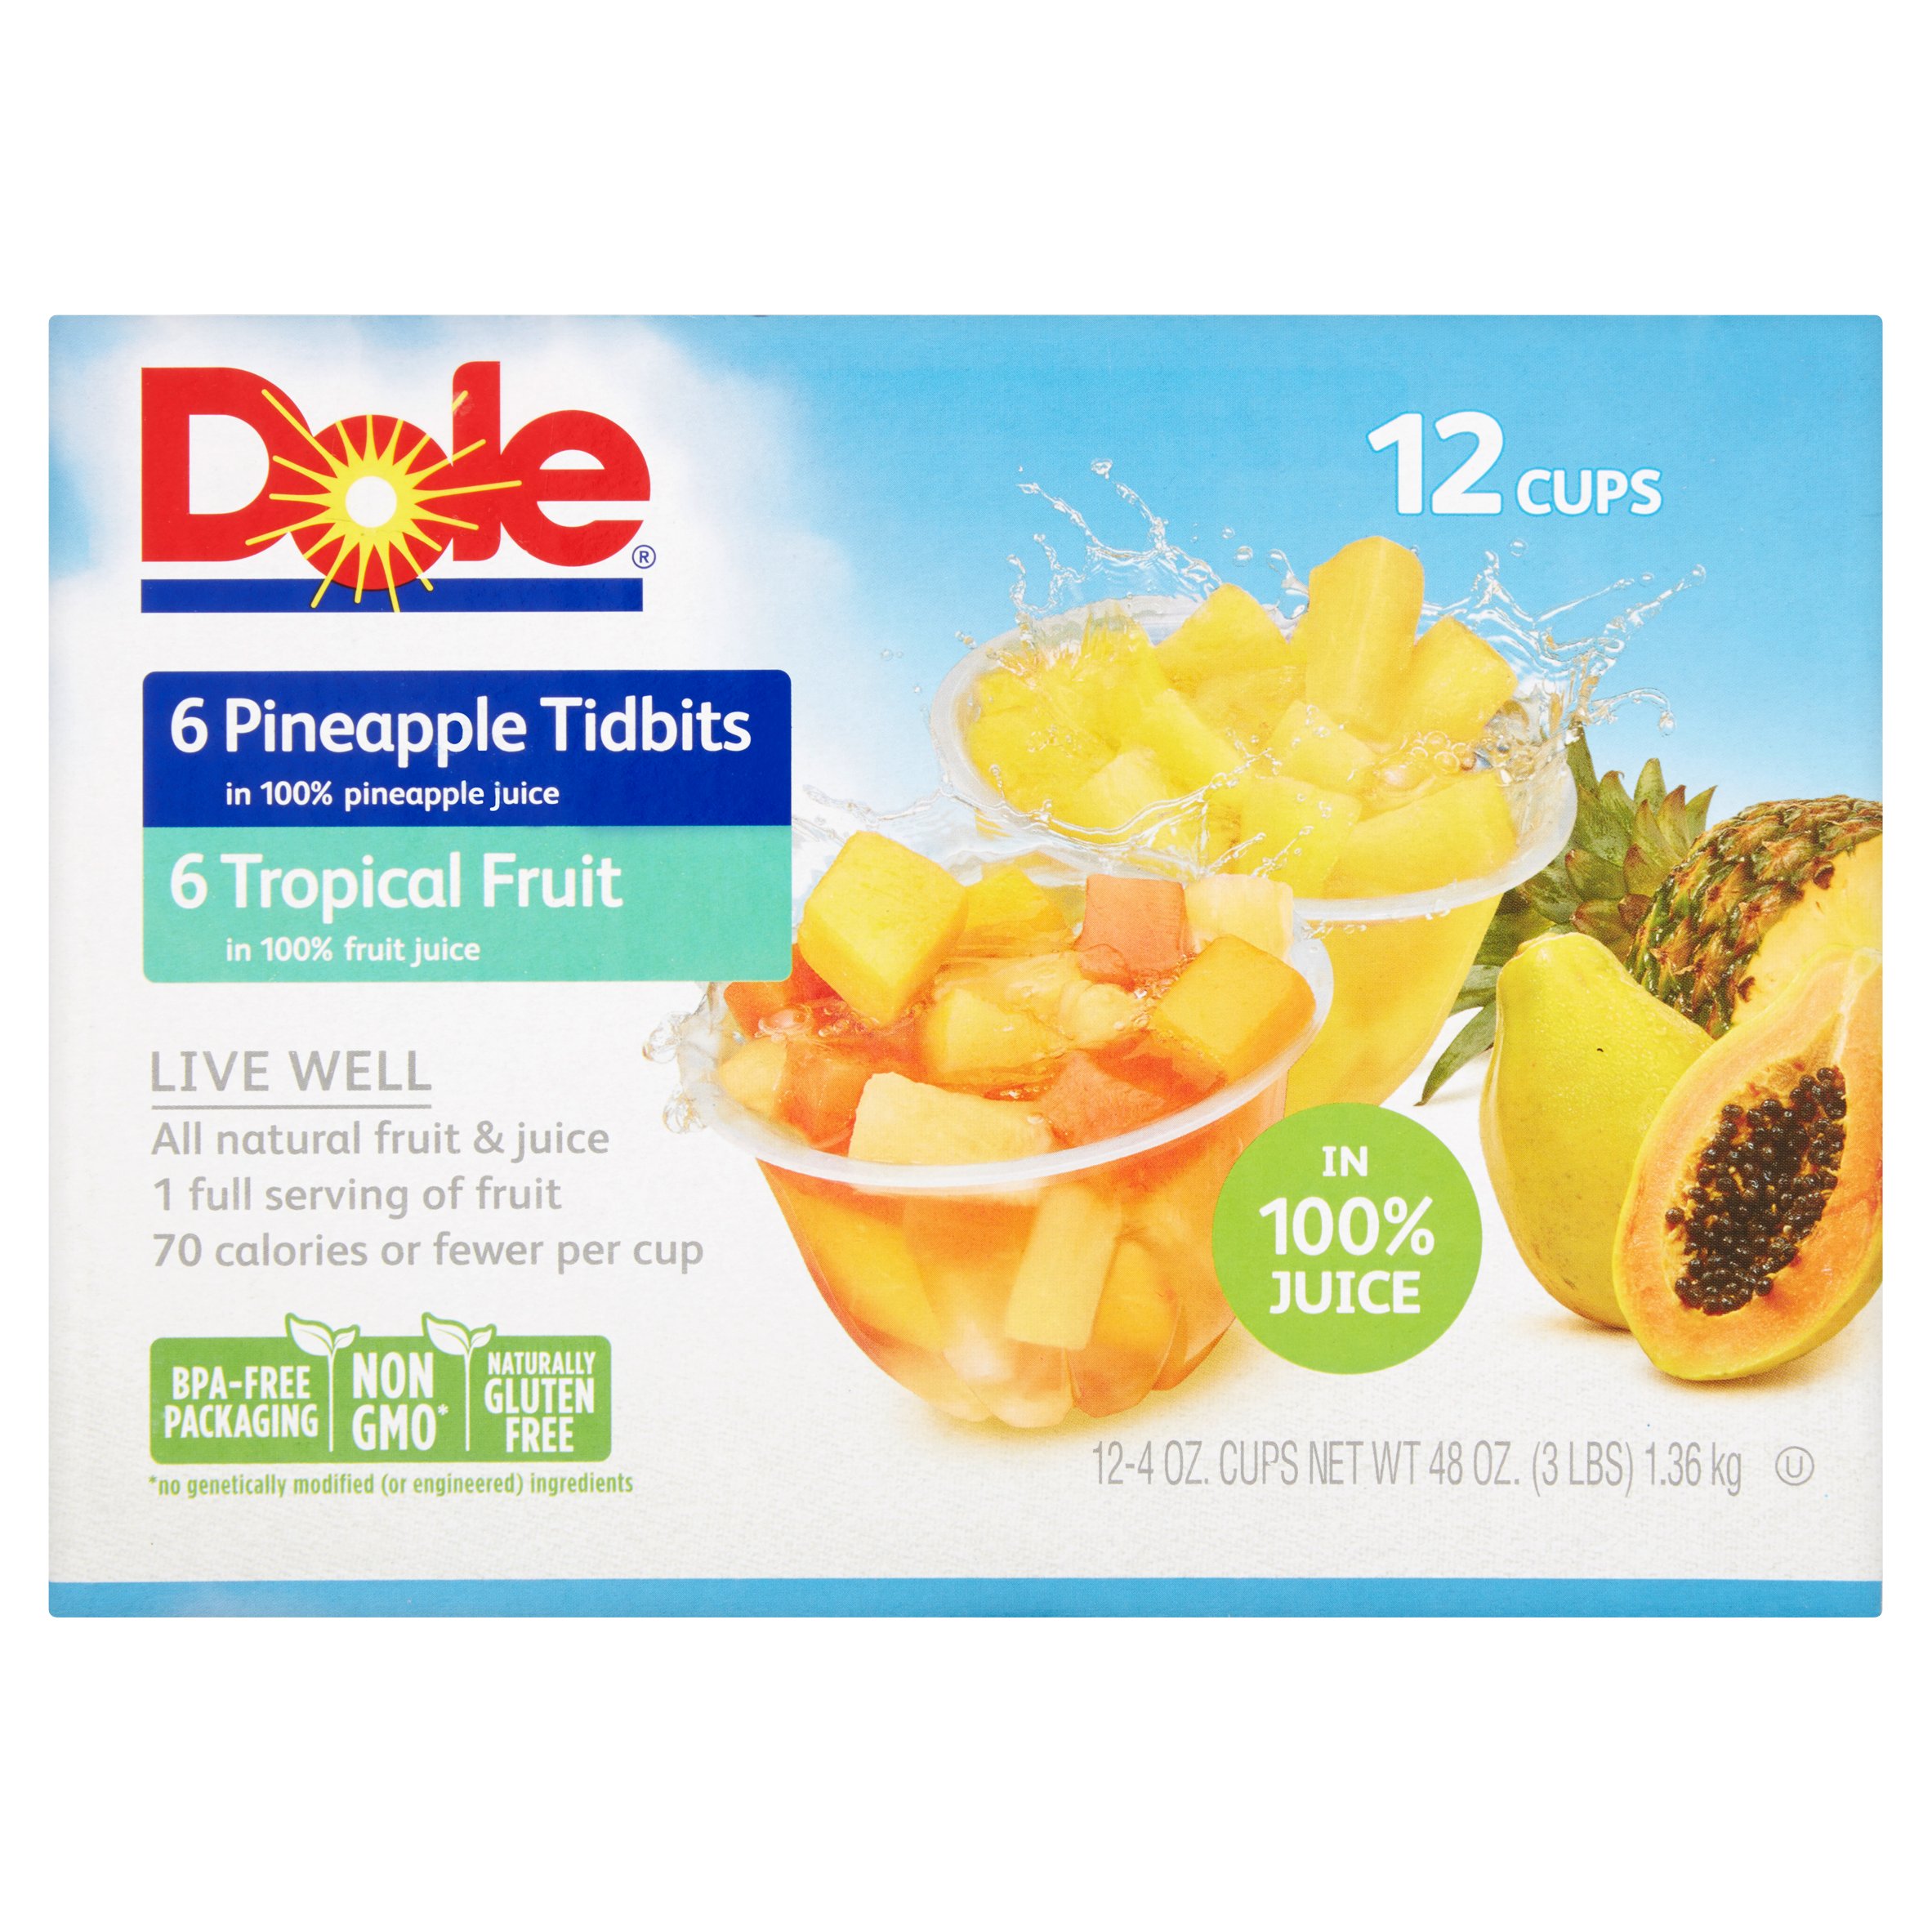 Dole®
12 CUPS
6 Pineapple Tidbits
in 100% pineapple juice
6 Tropical Fruit
in 100% fruit juice
LIVE WELL
All natural fruit & juice
1 full serving of fruit
70 calories or fewer per cup
IN
100%
JUICE
BPA-FREE
PACKAGING
NON
GMO*
NATURALLY
GLUTEN
FREE
*no genetically modified (or engineered) ingredients
12-4 OZ. CUPS NET WT 48 OZ. (3 LBS) 1.36 kg Ⓤ